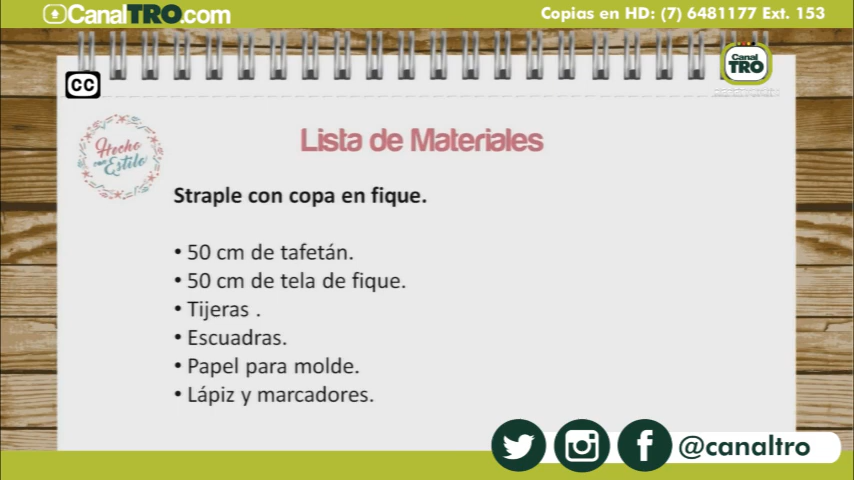 CanalTRO.com
Copias en HD: (7) 6481177 Ext. 153
Canal
TRO
CC
Hecho
con
Estilo
Lista de Materiales
Straple con copa en fique.
• 50 cm de tafetán.
• 50 cm de tela de fique.
• Tijeras .
• Escuadras.
• Papel para molde.
• Lápiz y marcadores.
@canaltro